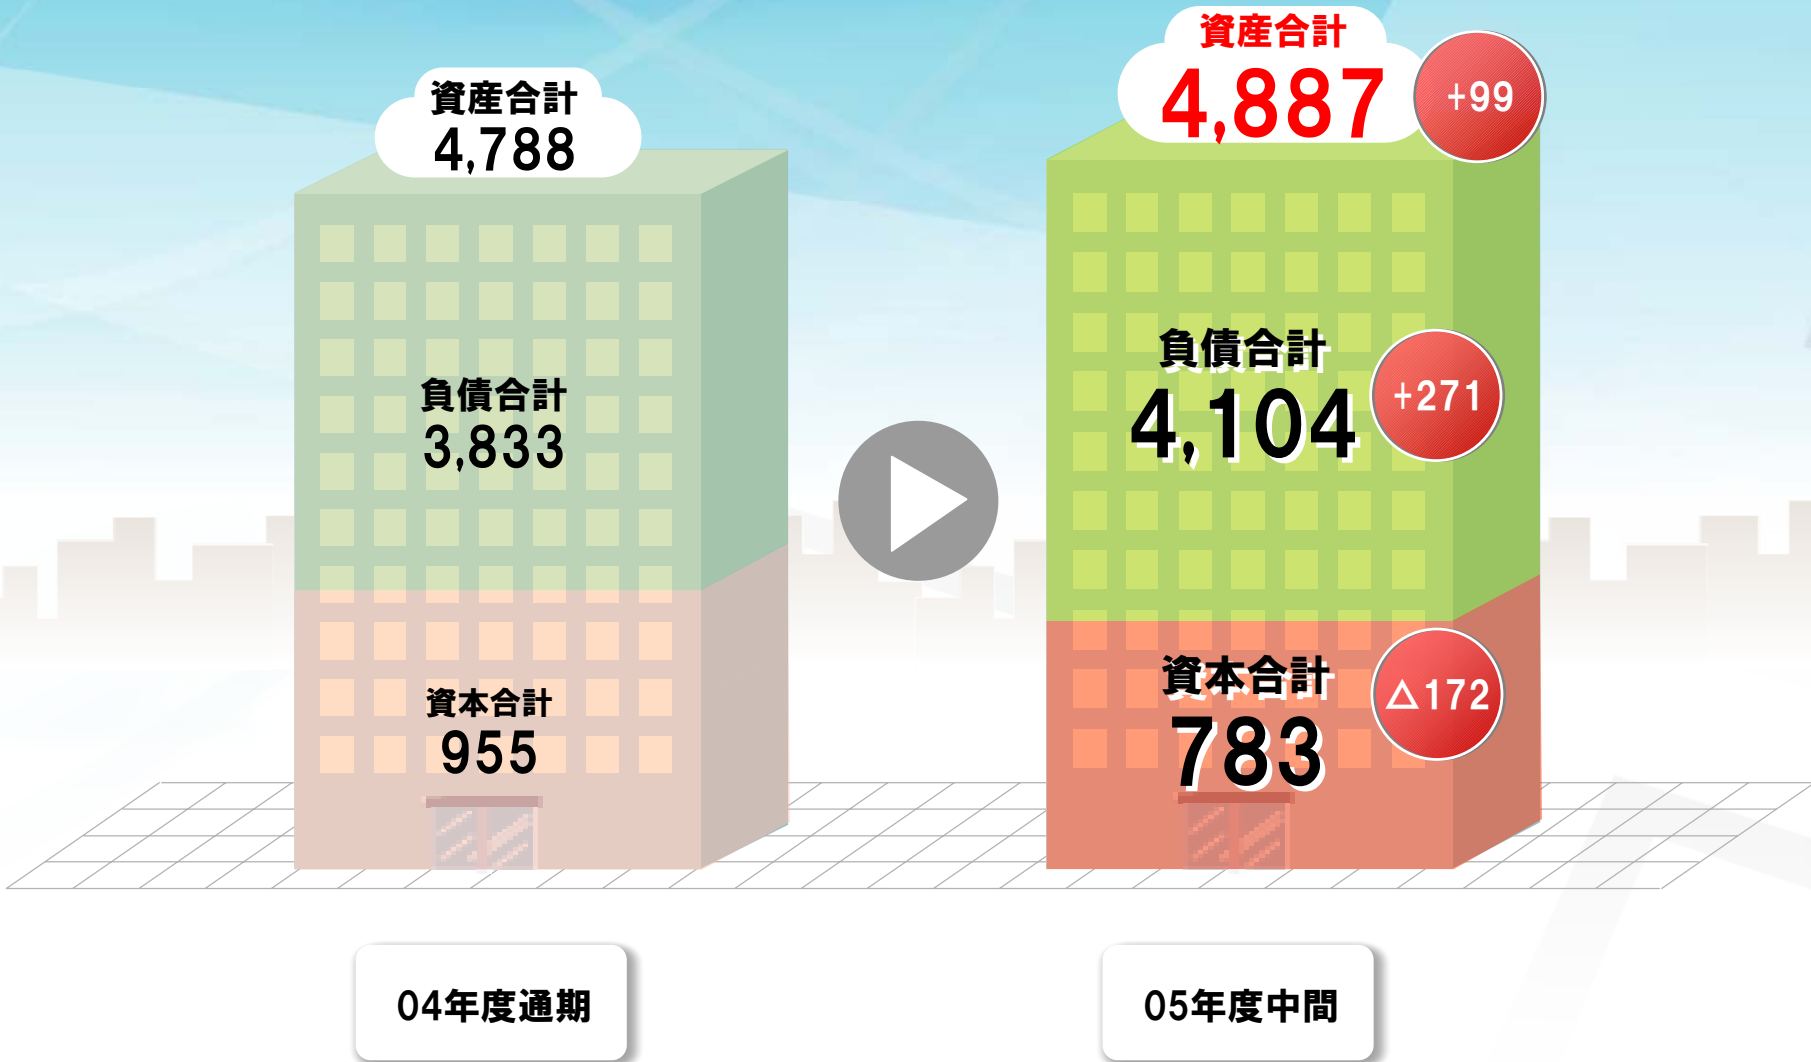 資産合計
4,788
負債合計
3,833
資本合計
955
04年度通期
資産合計
4,887
+99
負債合計
4,104
+271
資本合計
783
△172
05年度中間